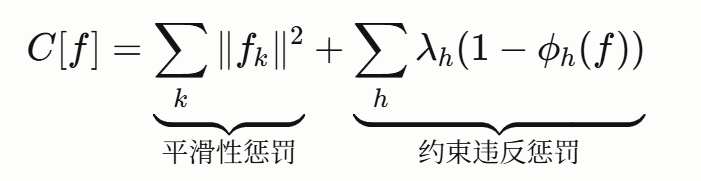 C[f] = ∑_k ‖f_k‖² + ∑_h λ_h(1 − ϕ_h(f))
平滑性惩罚 约束违反惩罚